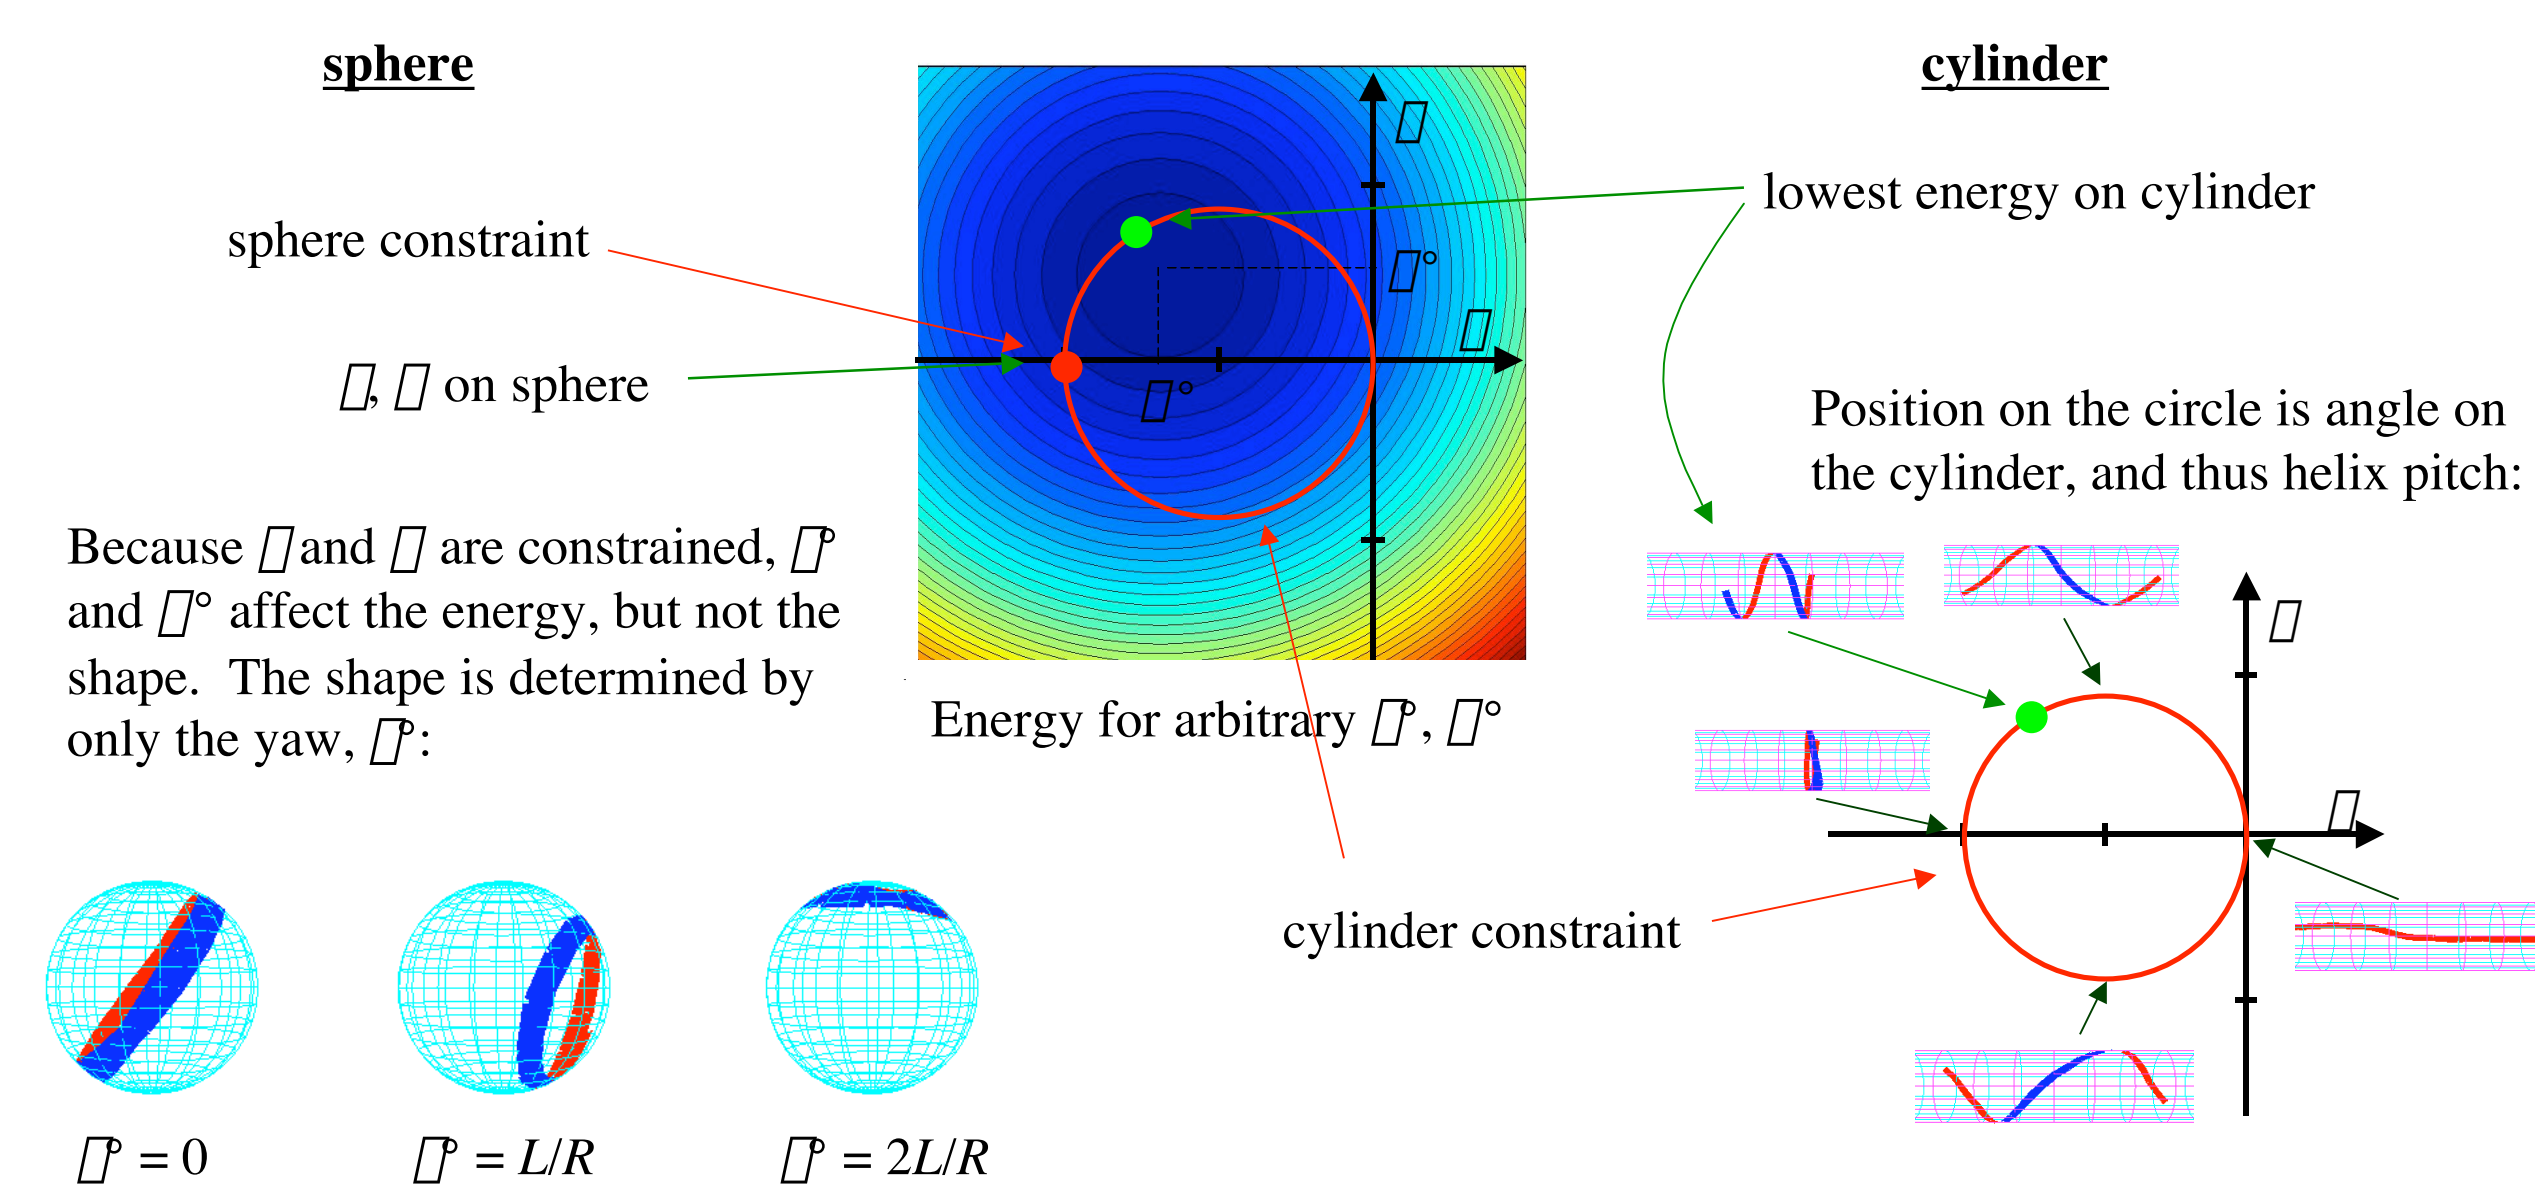 sphere
cylinder
sphere constraint
lowest energy on cylinder
▯°
▯
▯, ▯ on sphere
▯°
Position on the circle is angle on
the cylinder, and thus helix pitch:
Because ▯ and ▯ are constrained, ▯°
and ▯° affect the energy, but not the
shape. The shape is determined by
only the yaw, ▯°:
Energy for arbitrary ▯°, ▯°
cylinder constraint
▯° = 0
▯° = L/R
▯° = 2L/R